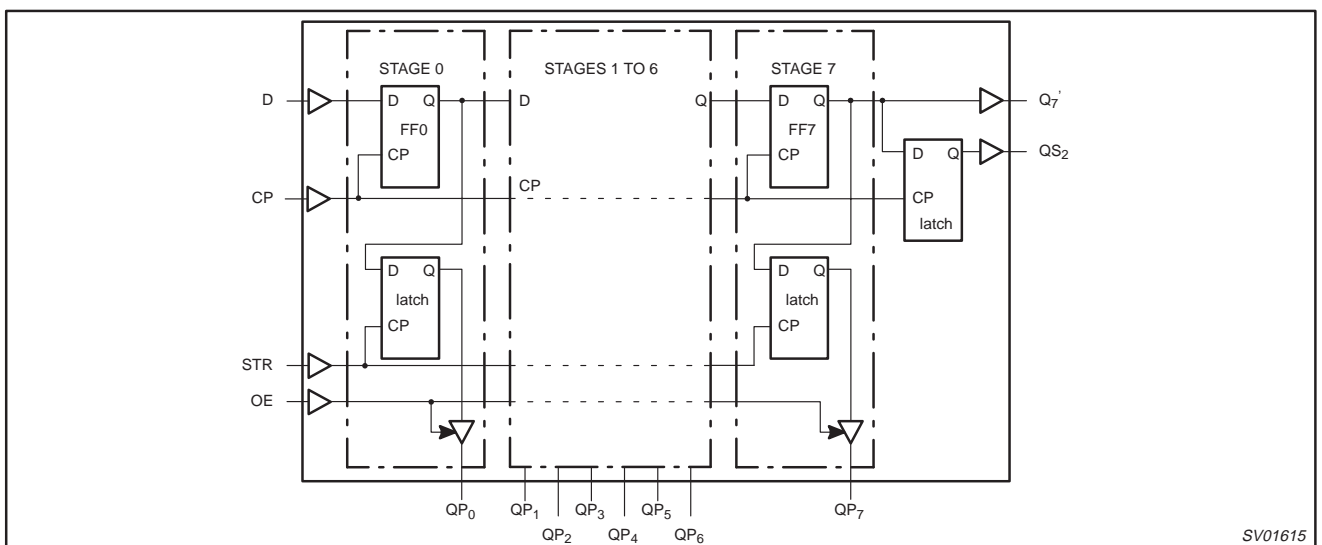 STAGE 0
STAGES 1 TO 6
STAGE 7
D
D Q
D
Q
D Q
Q7'
FF0
FF7
D Q
QS2
CP
CP
CP
CP
CP
latch
D Q
D Q
latch
latch
CP
CP
STR
OE
QP0
QP1
QP3
QP5
QP7
QP2
QP4
QP6
SV01615